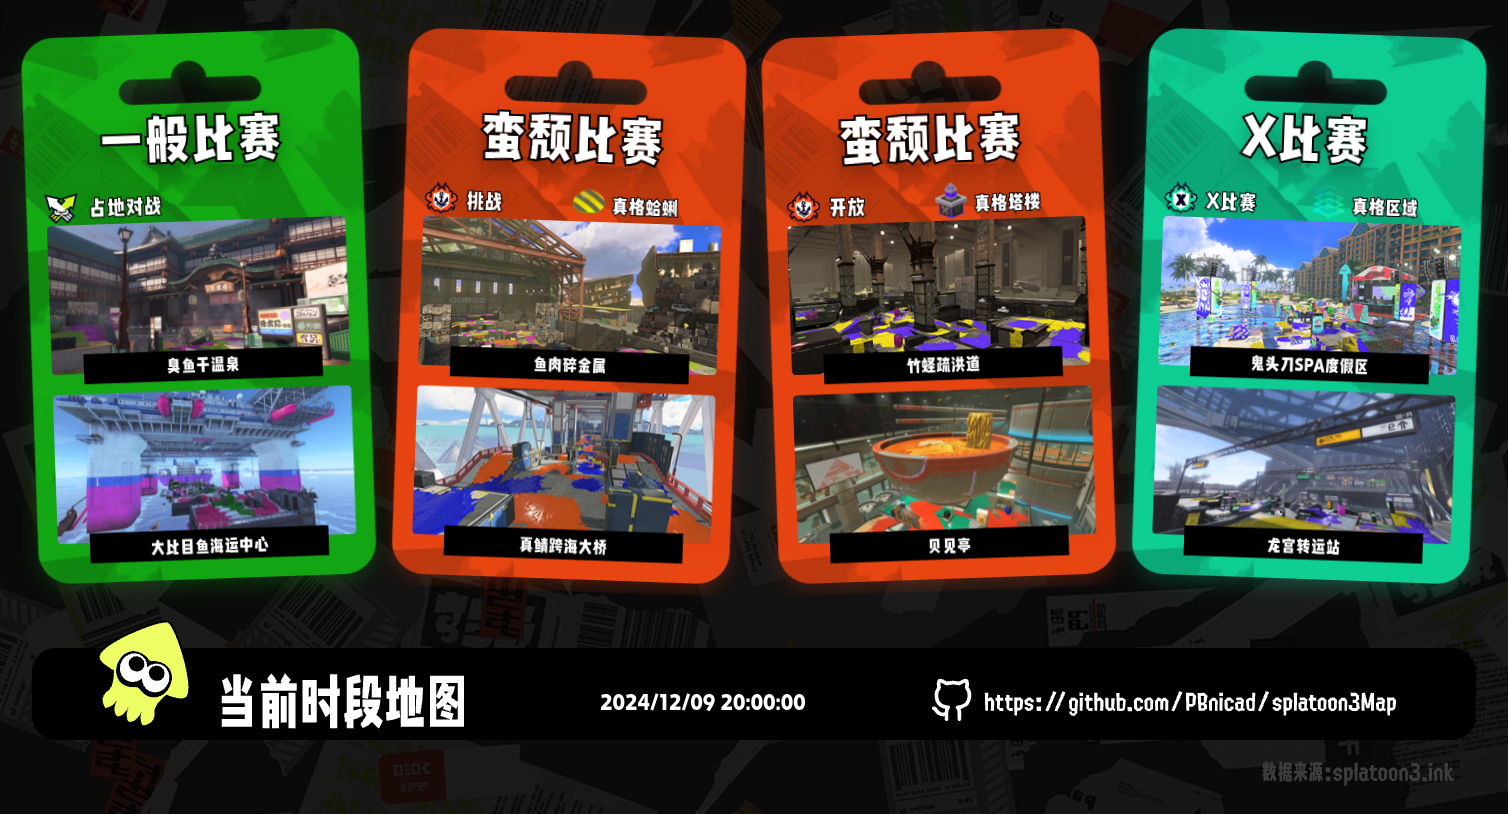 一般比赛
占地对战
臭鱼干温泉
大比目鱼海运中心
蛮颓比赛
挑战
真格蛤蜊
鱼肉碎金属
真鲭跨海大桥
蛮颓比赛
开放
真格塔楼
竹蛏疏洪道
贝见亭
X比赛
X比赛
真格区域
鬼头刀SPA度假区
龙宫转运站
当前时段地图
2024/12/09 20:00:00
https://github.com/PBnicad/splatoon3Map
数据来源:splatoon3.ink